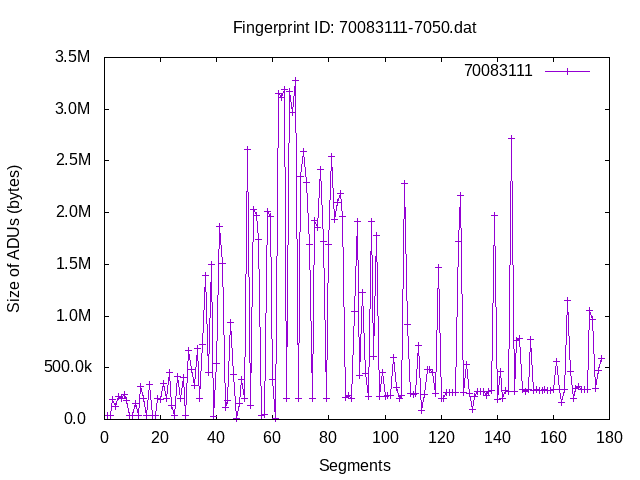 Fingerprint ID: 70083111-7050.dat
70083111
3.5M
3.0M
2.5M
2.0M
1.5M
1.0M
500.0k
0.0
Size of ADUs (bytes)
0 20 40 60 80 100 120 140 160 180
Segments